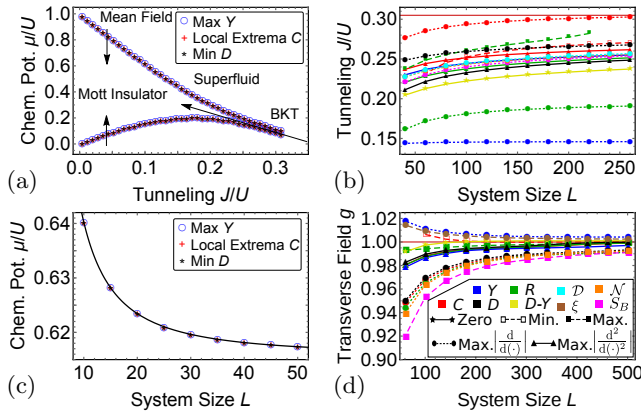 1.0
0.8
0.6
0.4
0.2
0.0
Chem. Pot. μ/U
Mean Field
Max Y
Local Extrema C
Min D
Superfluid
Mott Insulator
BKT
0.0 0.1 0.2 0.3
(a) Tunneling J/U
0.30
0.25
0.20
0.15
Tunneling J/U
50 100 150 200 250
(b) System Size L
0.64
0.63
0.62
Chem. Pot. μ/U
Max Y
Local Extrema C
Min D
10 20 30 40 50
(c) System Size L
1.02
1.00
0.98
0.96
0.94
0.92
0.90
Transverse Field g
Y R 𝒟 𝒩
C D D-Y ξ S_B
Zero Min. Max.
Max.|d/d(·)| Max.|d²/d(·)²|
100 200 300 400 500
(d) System Size L